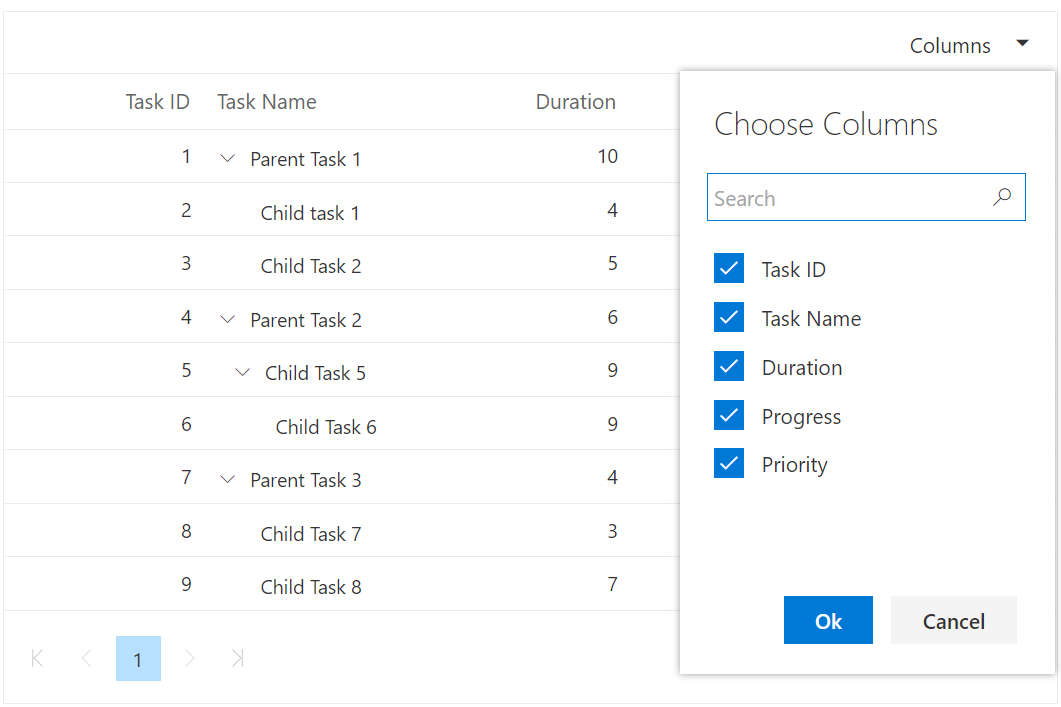 Columns
Task ID Task Name Duration
1 Parent Task 1 10
2 Child task 1 4
3 Child Task 2 5
4 Parent Task 2 6
5 Child Task 5 9
6 Child Task 6 9
7 Parent Task 3 4
8 Child Task 7 3
9 Child Task 8 7
1
Choose Columns
Search
Task ID
Task Name
Duration
Progress
Priority
Ok Cancel